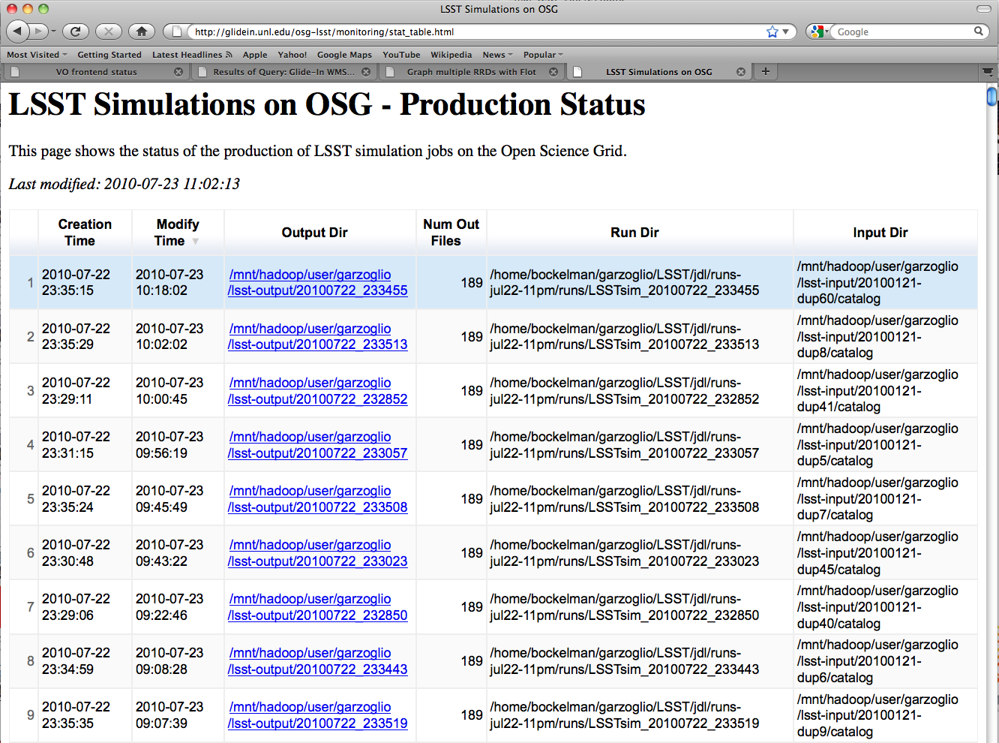 LSST Simulations on OSG
http://glidein.unl.edu/osg-lsst/monitoring/stat_table.html
Google
Most Visited Getting Started Latest Headlines Apple Yahoo! Google Maps YouTube Wikipedia News Popular
VO frontend status Results of Query: Glide-In WMS... Graph multiple RRDs with Flot LSST Simulations on OSG
LSST Simulations on OSG - Production Status
This page shows the status of the production of LSST simulation jobs on the Open Science Grid.
Last modified: 2010-07-23 11:02:13
Creation Modify Num Out
Time Time Output Dir Files Run Dir Input Dir
2010-07-22 2010-07-23 /mnt/hadoop/user/garzoglio /home/bockelman/garzoglio/LSST/jdl/runs- /mnt/hadoop/user/garzoglio
1 23:35:15 10:18:02 /lsst-output/20100722_233455 189 jul22-11pm/runs/LSSTsim_20100722_233455 /lsst-input/20100121-
dup60/catalog
2010-07-22 2010-07-23 /mnt/hadoop/user/garzoglio /home/bockelman/garzoglio/LSST/jdl/runs- /mnt/hadoop/user/garzoglio
2 23:35:29 10:02:02 /lsst-output/20100722_233513 189 jul22-11pm/runs/LSSTsim_20100722_233513 /lsst-input/20100121-
dup8/catalog
2010-07-22 2010-07-23 /mnt/hadoop/user/garzoglio /home/bockelman/garzoglio/LSST/jdl/runs- /mnt/hadoop/user/garzoglio
3 23:29:11 10:00:45 /lsst-output/20100722_232852 189 jul22-11pm/runs/LSSTsim_20100722_232852 /lsst-input/20100121-
dup41/catalog
2010-07-22 2010-07-23 /mnt/hadoop/user/garzoglio /home/bockelman/garzoglio/LSST/jdl/runs- /mnt/hadoop/user/garzoglio
4 23:31:15 09:56:19 /lsst-output/20100722_233057 189 jul22-11pm/runs/LSSTsim_20100722_233057 /lsst-input/20100121-
dup5/catalog
2010-07-22 2010-07-23 /mnt/hadoop/user/garzoglio /home/bockelman/garzoglio/LSST/jdl/runs- /mnt/hadoop/user/garzoglio
5 23:35:24 09:45:49 /lsst-output/20100722_233508 189 jul22-11pm/runs/LSSTsim_20100722_233508 /lsst-input/20100121-
dup7/catalog
2010-07-22 2010-07-23 /mnt/hadoop/user/garzoglio /home/bockelman/garzoglio/LSST/jdl/runs- /mnt/hadoop/user/garzoglio
6 23:30:48 09:43:22 /lsst-output/20100722_233023 189 jul22-11pm/runs/LSSTsim_20100722_233023 /lsst-input/20100121-
dup45/catalog
2010-07-22 2010-07-23 /mnt/hadoop/user/garzoglio /home/bockelman/garzoglio/LSST/jdl/runs- /mnt/hadoop/user/garzoglio
7 23:29:06 09:22:46 /lsst-output/20100722_232850 189 jul22-11pm/runs/LSSTsim_20100722_232850 /lsst-input/20100121-
dup40/catalog
2010-07-22 2010-07-23 /mnt/hadoop/user/garzoglio /home/bockelman/garzoglio/LSST/jdl/runs- /mnt/hadoop/user/garzoglio
8 23:34:59 09:08:28 /lsst-output/20100722_233443 189 jul22-11pm/runs/LSSTsim_20100722_233443 /lsst-input/20100121-
dup6/catalog
2010-07-22 2010-07-23 /mnt/hadoop/user/garzoglio /home/bockelman/garzoglio/LSST/jdl/runs- /mnt/hadoop/user/garzoglio
9 23:35:35 09:07:39 /lsst-output/20100722_233519 189 jul22-11pm/runs/LSSTsim_20100722_233519 /lsst-input/20100121-
dup9/catalog